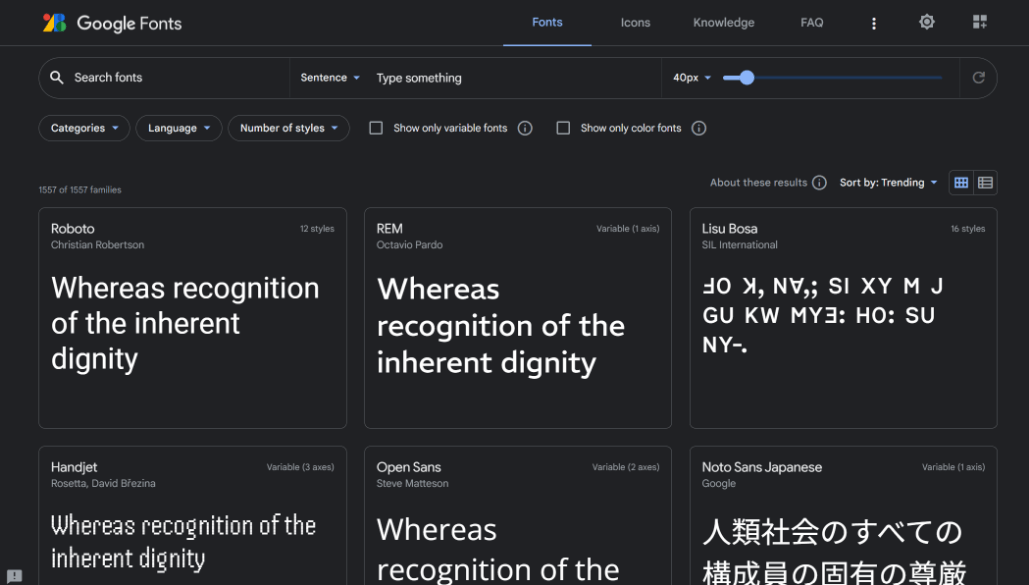 Google Fonts
Fonts
Icons
Knowledge
FAQ
Search fonts
Sentence
Type something
40px
Categories
Language
Number of styles
Show only variable fonts
Show only color fonts
1557 of 1557 families
About these results
Sort by: Trending
Roboto
12 styles
Christian Robertson
Whereas recognition
of the inherent
dignity
REM
Variable (1 axis)
Octavio Pardo
Whereas
recognition of the
inherent dignity
Lisu Bosa
16 styles
SIL International
ꓞꓳ ꓘ, ꓠꓯ,; ꓢꓲ ꓫꓬ ꓟ ꓙ
ꓖꓴ ꓗꓪ ꓟꓬꓱ: ꓧꓳ: ꓢꓴ
ꓠꓬ-.
Handjet
Variable (3 axes)
Rosetta, David Březina
Whereas recognition of the
inherent dignity
Open Sans
Variable (2 axes)
Steve Matteson
Whereas
recognition of the
Noto Sans Japanese
Variable (1 axis)
Google
人類社会のすべての
構成員の固有の尊厳